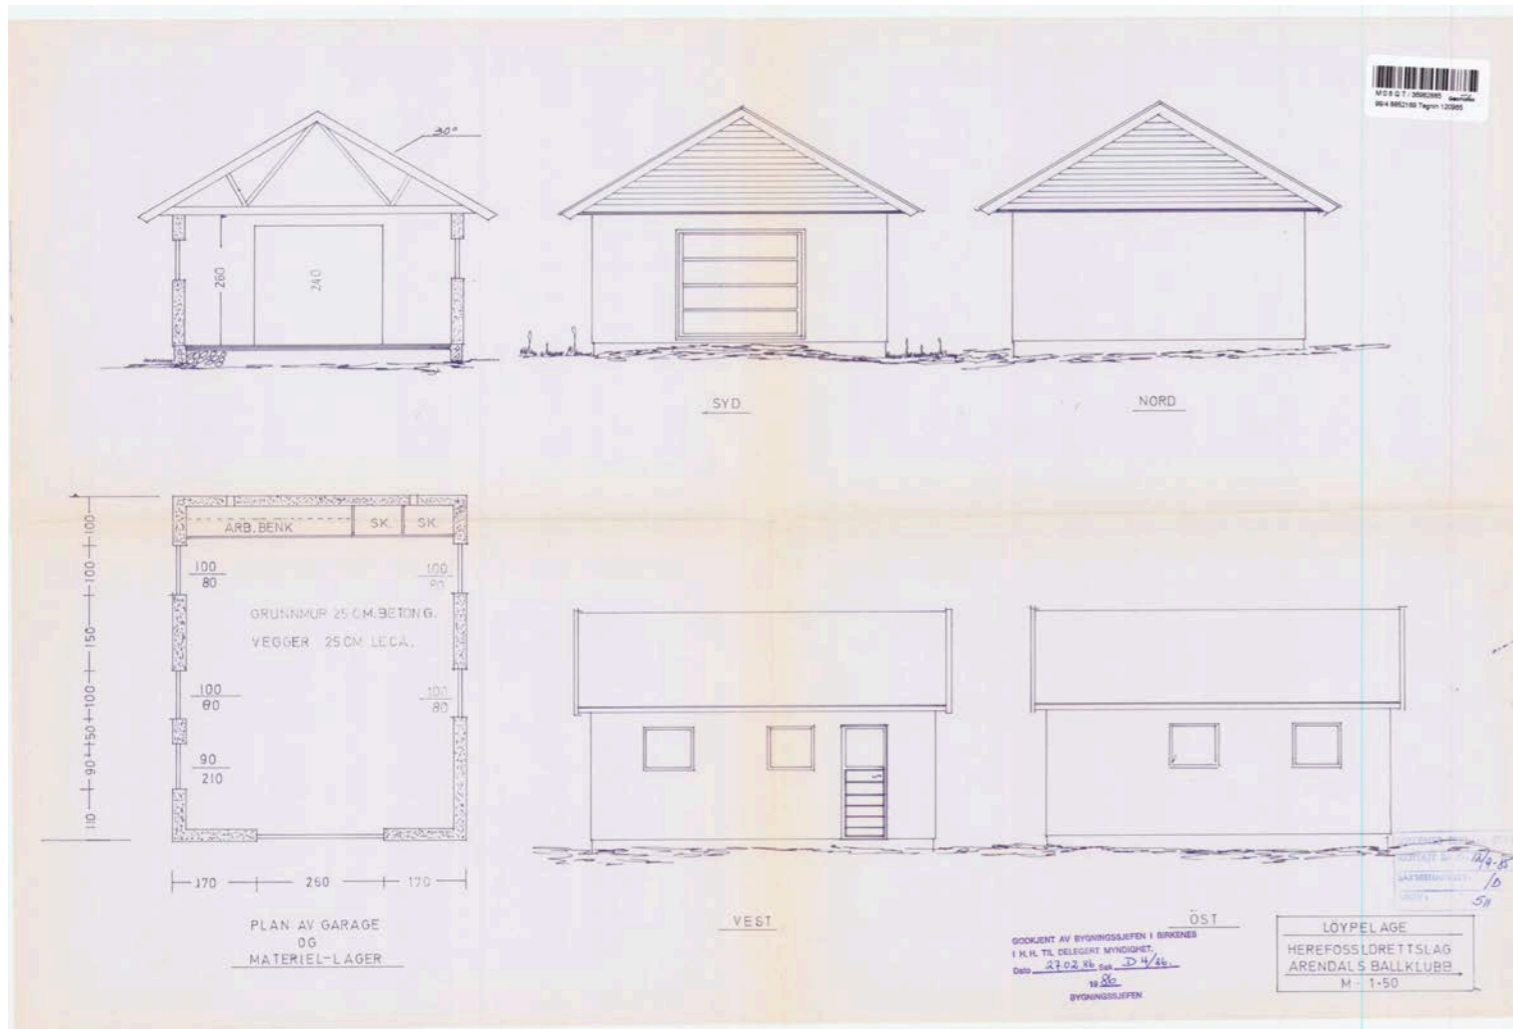 30°
260
240
SYD
NORD
100
100
150
100
50
90
110
ARB. BENK SK. SK.
100
80
100
80
GRUNNMUR 25 CM. BETONG.
VEGGER 25 CM LECA.
100
80
100
80
90
210
170 260 170
PLAN AV GARAGE
OG
MATERIEL-LAGER
VEST
ÖST
GODKJENT AV BYGNINGSSJEFEN I BIRKENES
I H.H. TIL DELEGERT MYNDIGHET.
Dato 27.02.86 Sak D 4/86.
19 86
BYGNINGSSJEFEN
LÖYPELAGE
HEREFOSS IDRETTSLAG
ARENDALS BALLKLUBB
M - 1-50